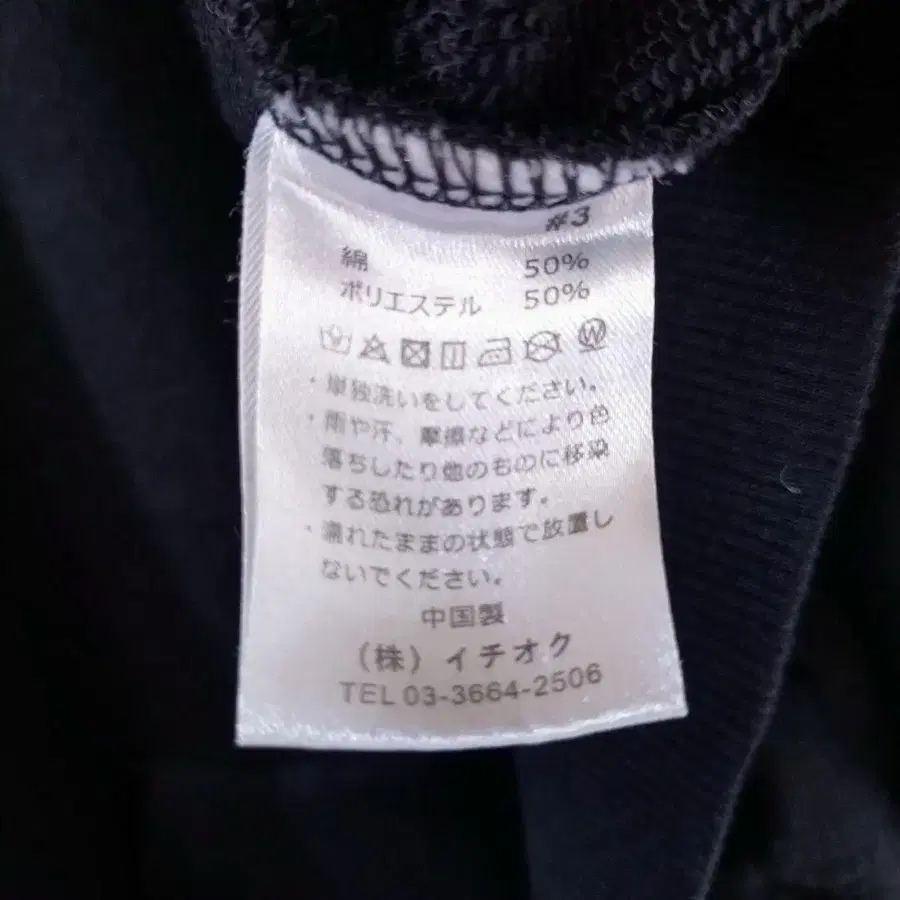 #3
綿 50%
ポリエステル 50%
W
・単独洗いをしてください。
・雨や汗、摩擦などにより色
落ちしたり他のものに移染
する恐れがあります。
・濡れたままの状態で放置し
ないでください。
中国製
(株)イチオク
TEL 03-3664-2506